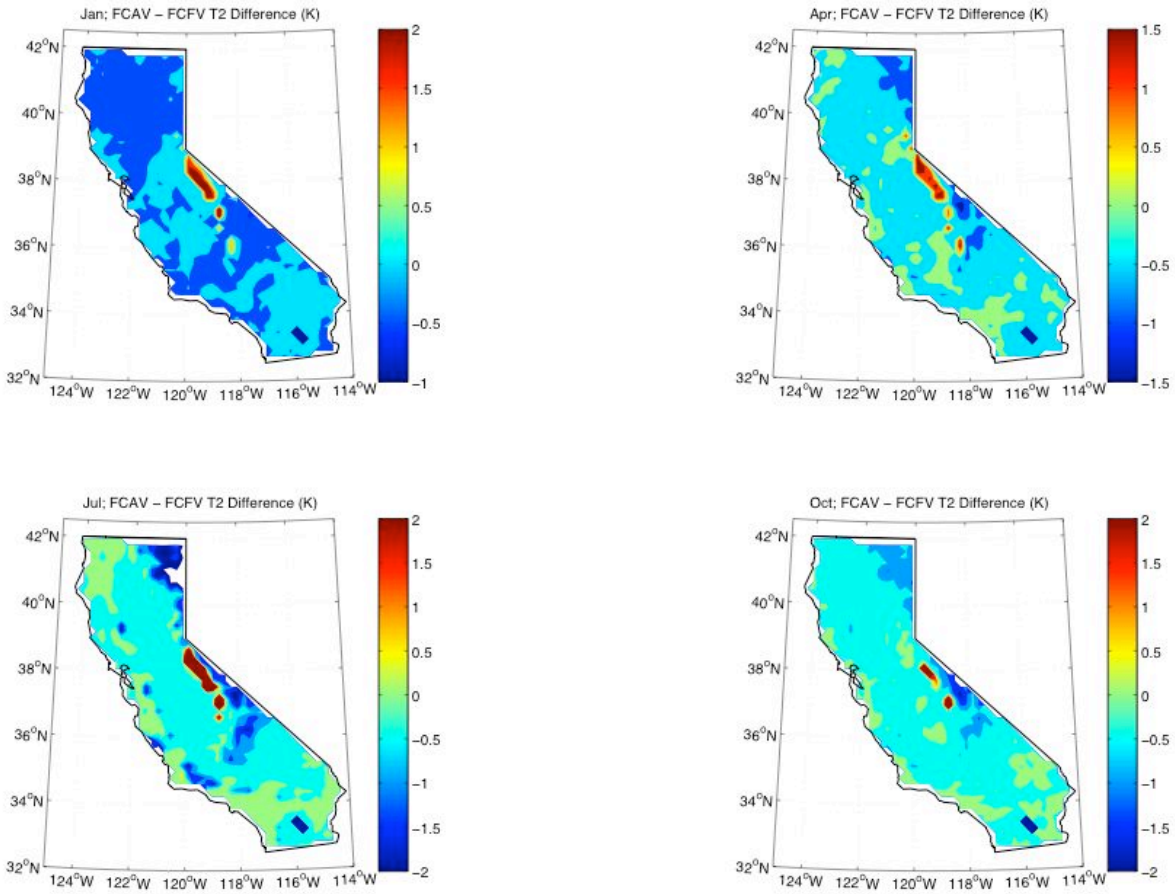 Jan; FCAV − FCFV T2 Difference (K)
42°N
40°N
38°N
36°N
34°N
32°N
124°W 122°W 120°W 118°W 116°W 114°W
2
1.5
1
0.5
0
−0.5
−1
Apr; FCAV − FCFV T2 Difference (K)
42°N
40°N
38°N
36°N
34°N
32°N
124°W 122°W 120°W 118°W 116°W 114°W
1.5
1
0.5
0
−0.5
−1
−1.5
Jul; FCAV − FCFV T2 Difference (K)
42°N
40°N
38°N
36°N
34°N
32°N
124°W 122°W 120°W 118°W 116°W 114°W
2
1.5
1
0.5
0
−0.5
−1
−1.5
−2
Oct; FCAV − FCFV T2 Difference (K)
42°N
40°N
38°N
36°N
34°N
32°N
124°W 122°W 120°W 118°W 116°W 114°W
2
1.5
1
0.5
0
−0.5
−1
−1.5
−2